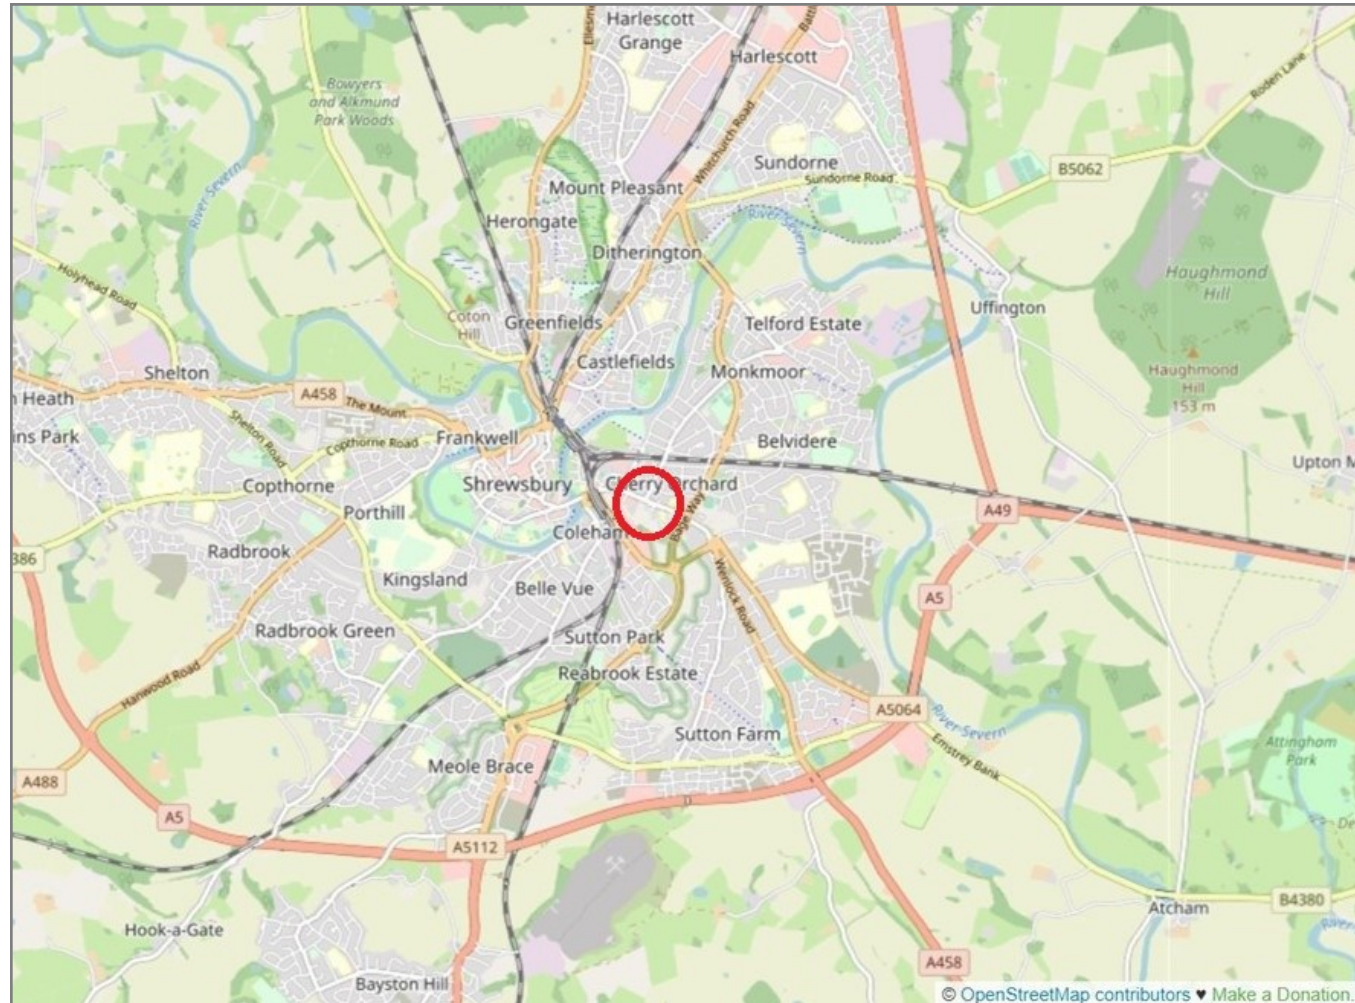 Harlescott
Grange
Harlescott
Bowyers
and Alkmund
Park Woods
Whitchurch Road
Roden Lane
B5062
Sundorne
Sundorne Road
Mount Pleasant
River Severn
River Severn
Herongate
Ditherington
Holyhead Road
Haughmond
Hill
Uffington
Coton
Hill
Greenfields
Telford Estate
Castlefields
Monkmoor
Shelton
Haughmond
Hill
153 m
A458
The Mount
n Heath
Shelton Road
Copthorne Road
Frankwell
ins Park
Belvidere
Upton M
Copthorne
Shrewsbury
Cherry Orchard
Porthill
A49
Coleham
Radbrook
386
Kingsland
Belle Vue
Wenlock Road
A5
Radbrook Green
Sutton Park
Reabrook Estate
Hanwood Road
A5064
River Severn
Sutton Farm
Emstrey Bank
Attingham
Park
Meole Brace
A488
A5
A5112
Atcham
B4380
Hook-a-Gate
A458
Bayston Hill
© OpenStreetMap contributors ♥ Make a Donation